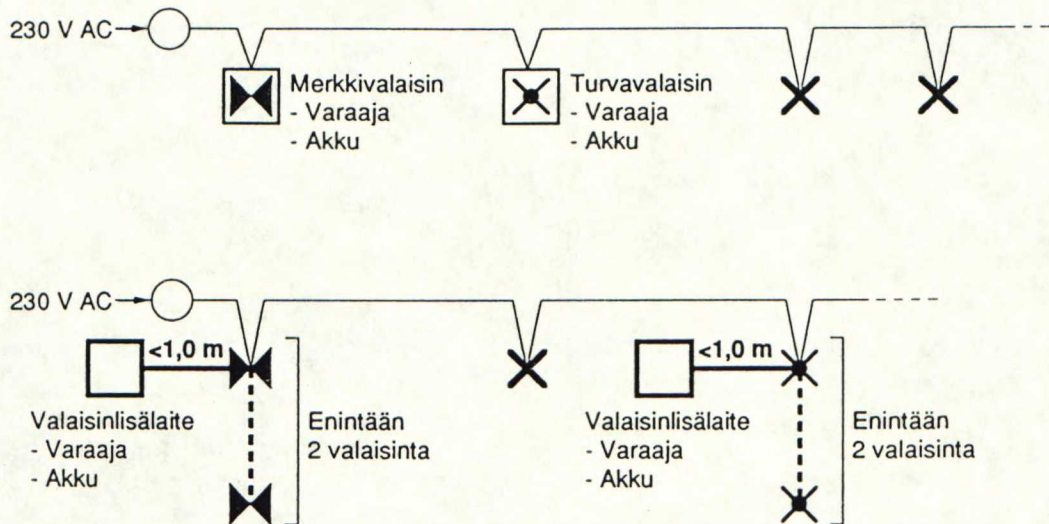 230 V AC
Merkkivalaisin
- Varaaja
- Akku
Turvavalaisin
- Varaaja
- Akku
230 V AC
<1,0 m
Valaisinlisälaite
- Varaaja
- Akku
Enintään
2 valaisinta
<1,0 m
Valaisinlisälaite
- Varaaja
- Akku
Enintään
2 valaisinta